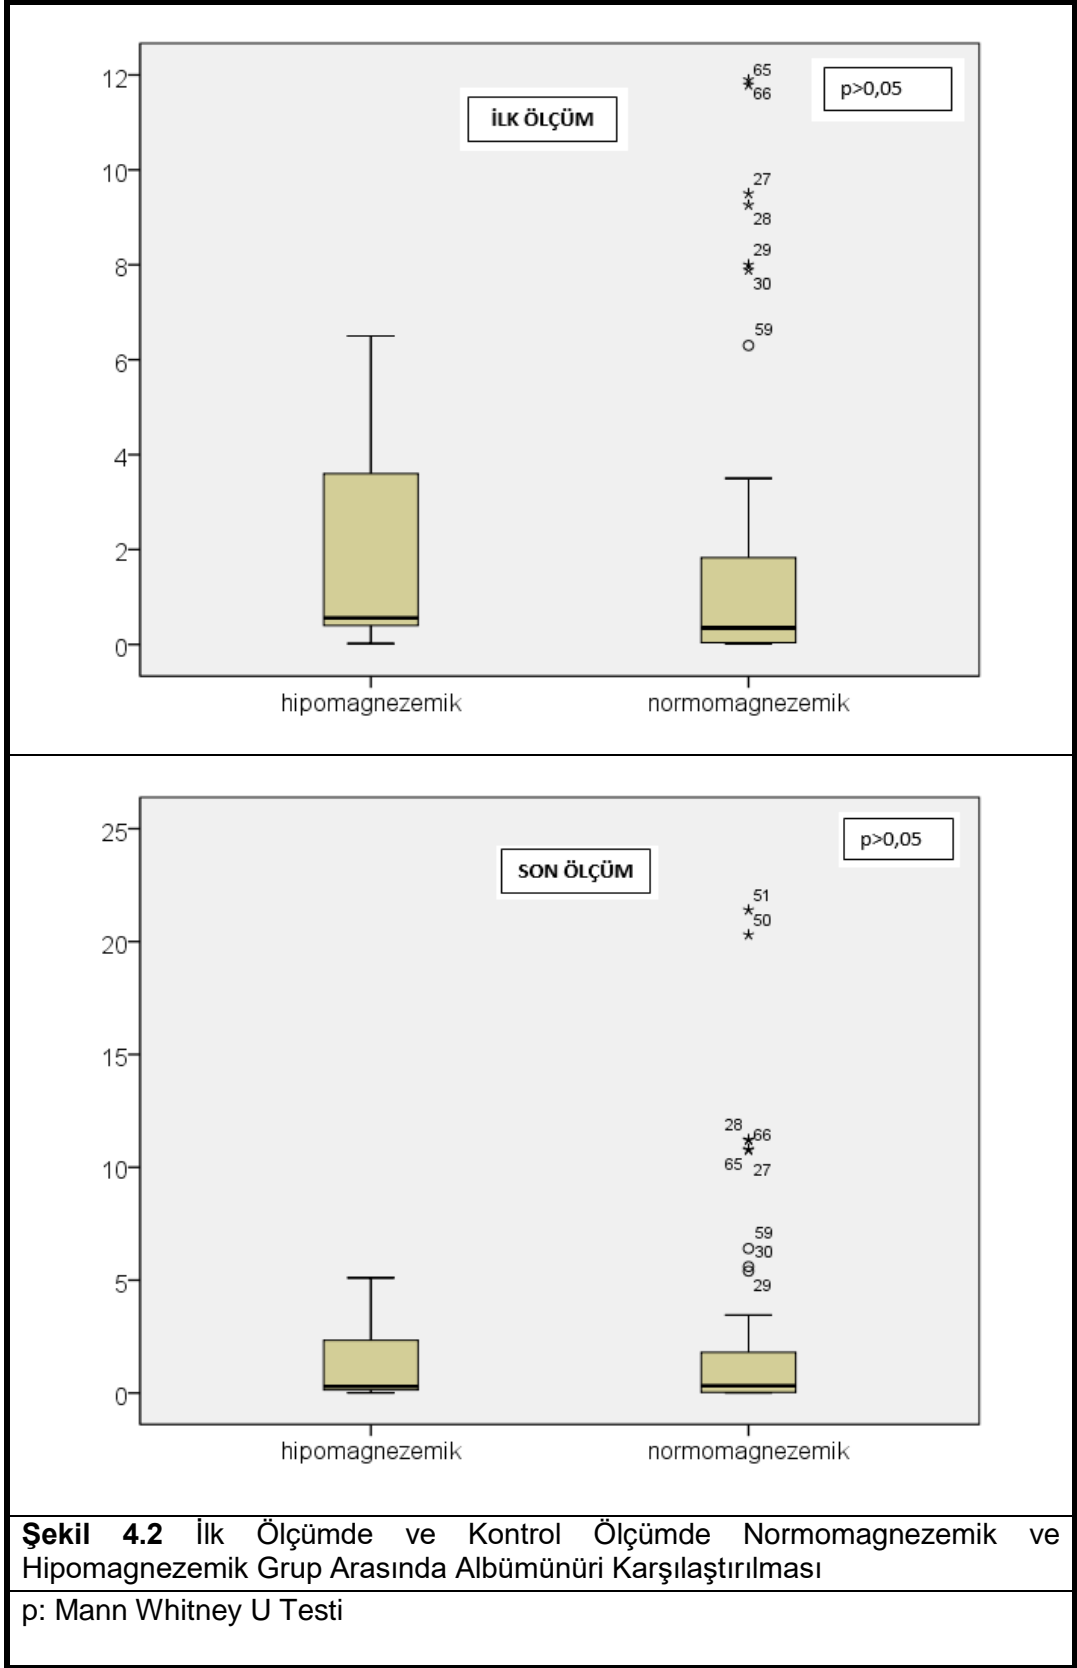 12
65
66
p>0,05
İLK ÖLÇÜM
10
27
28
8
29
30
59
6
4
2
0
hipomagnezemik
normomagnezemik
25
p>0,05
SON ÖLÇÜM
51
50
20
15
28
66
10
65
27
59
30
5
29
0
hipomagnezemik
normomagnezemik
Şekil 4.2 İlk Ölçümde ve Kontrol Ölçümde Normomagnezemik ve
Hipomagnezemik Grup Arasında Albümünüri Karşılaştırılması
p: Mann Whitney U Testi